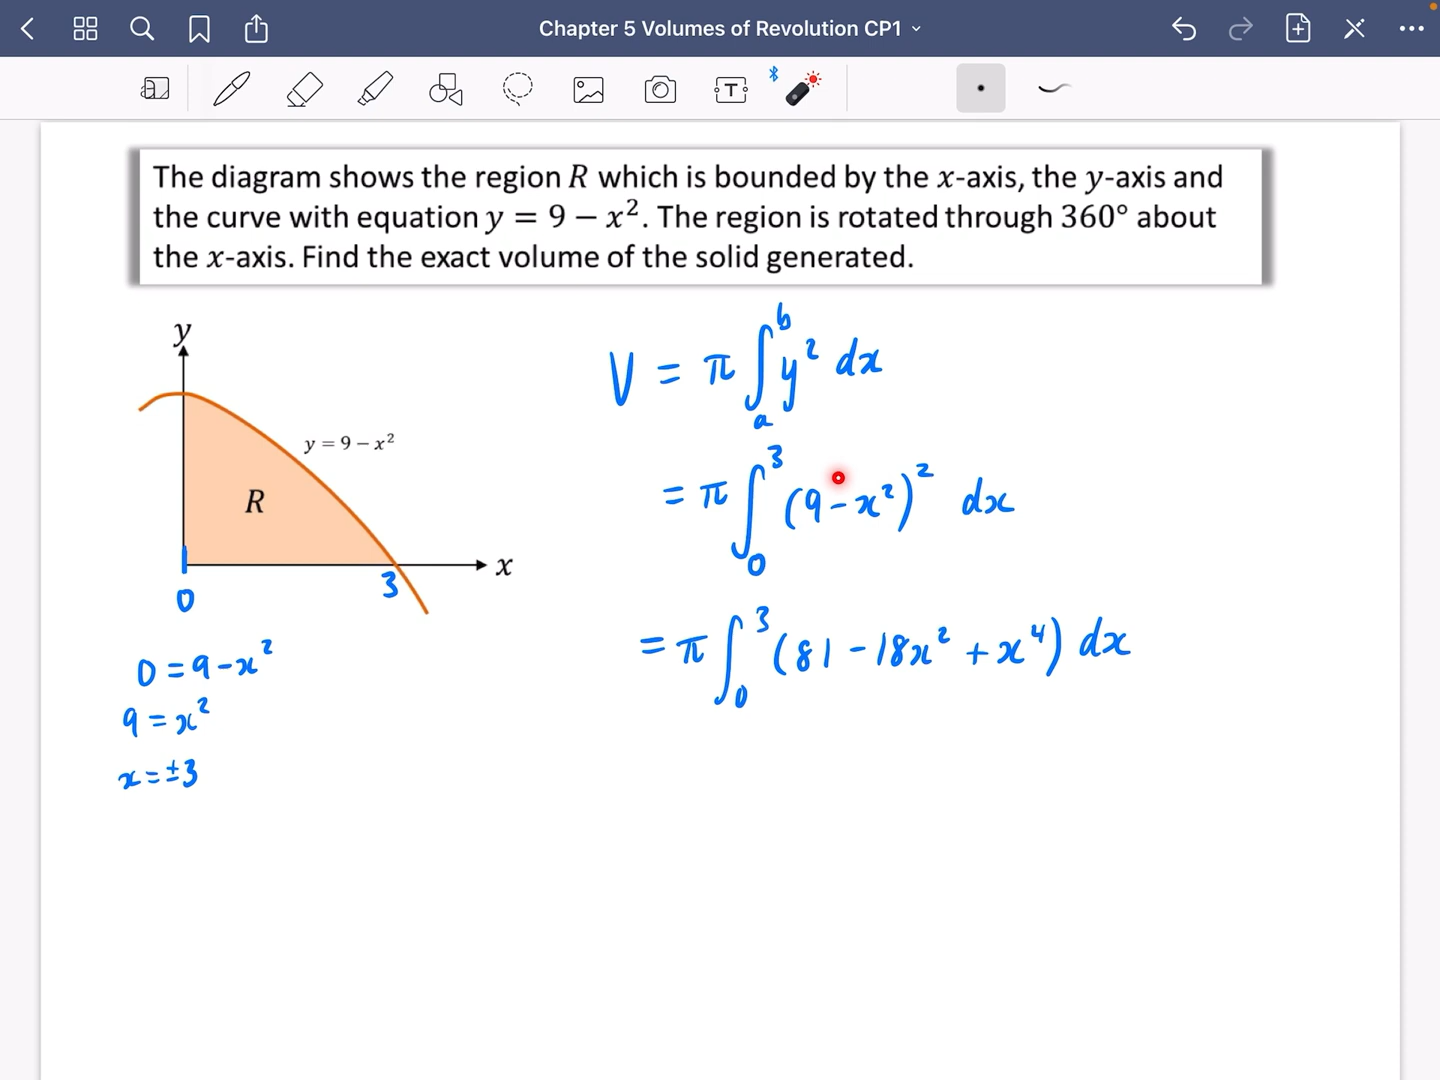 Chapter 5 Volumes of Revolution CP1
The diagram shows the region R which is bounded by the x-axis, the y-axis and
the curve with equation y = 9 − x². The region is rotated through 360° about
the x-axis. Find the exact volume of the solid generated.
y
y = 9 − x²
R
x
0
3
0 = 9 − x²
9 = x²
x = ±3
V = π ∫ₐᵇ y² dx
= π ∫₀³ (9 − x²)² dx
= π ∫₀³ (81 − 18x² + x⁴) dx